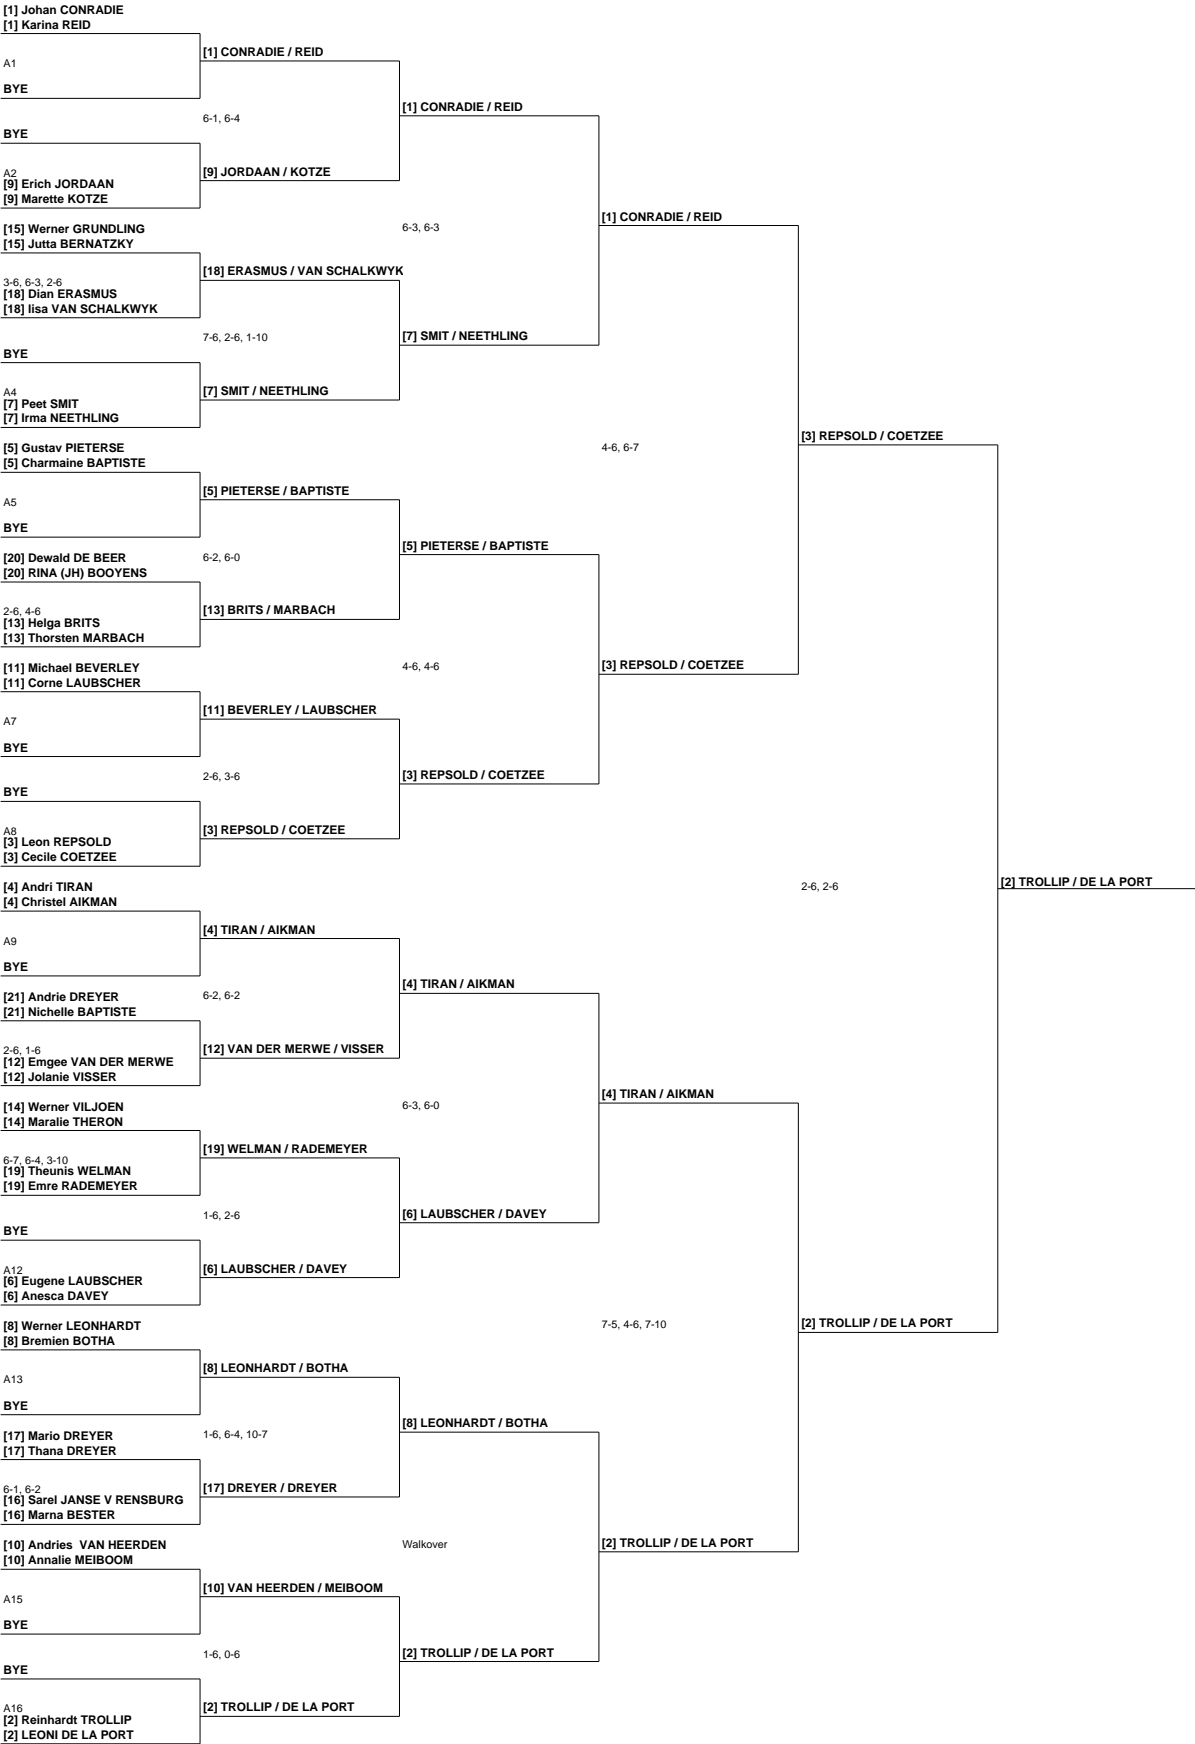 [1] Johan CONRADIE
[1] Karina REID
[1] CONRADIE / REID
A1
BYE
[1] CONRADIE / REID
6-1, 6-4
BYE
[9] JORDAAN / KOTZE
A2
[9] Erich JORDAAN
[9] Marette KOTZE
[1] CONRADIE / REID
6-3, 6-3
[15] Werner GRUNDLING
[15] Jutta BERNATZKY
[18] ERASMUS / VAN SCHALKWYK
3-6, 6-3, 2-6
[18] Dian ERASMUS
[18] lisa VAN SCHALKWYK
7-6, 2-6, 1-10
[7] SMIT / NEETHLING
BYE
[7] SMIT / NEETHLING
A4
[7] Peet SMIT
[7] Irma NEETHLING
[3] REPSOLD / COETZEE
4-6, 6-7
[5] Gustav PIETERSE
[5] Charmaine BAPTISTE
[5] PIETERSE / BAPTISTE
A5
BYE
[5] PIETERSE / BAPTISTE
6-2, 6-0
[20] Dewald DE BEER
[20] RINA (JH) BOOYENS
[13] BRITS / MARBACH
2-6, 4-6
[13] Helga BRITS
[13] Thorsten MARBACH
4-6, 4-6
[3] REPSOLD / COETZEE
[11] Michael BEVERLEY
[11] Corne LAUBSCHER
[11] BEVERLEY / LAUBSCHER
A7
BYE
2-6, 3-6
[3] REPSOLD / COETZEE
BYE
[3] REPSOLD / COETZEE
A8
[3] Leon REPSOLD
[3] Cecile COETZEE
2-6, 2-6
[2] TROLLIP / DE LA PORT
[4] Andri TIRAN
[4] Christel AIKMAN
[4] TIRAN / AIKMAN
A9
BYE
[4] TIRAN / AIKMAN
6-2, 6-2
[21] Andrie DREYER
[21] Nichelle BAPTISTE
[12] VAN DER MERWE / VISSER
2-6, 1-6
[12] Emgee VAN DER MERWE
[12] Jolanie VISSER
[4] TIRAN / AIKMAN
6-3, 6-0
[14] Werner VILJOEN
[14] Maralie THERON
[19] WELMAN / RADEMEYER
6-7, 6-4, 3-10
[19] Theunis WELMAN
[19] Emre RADEMEYER
1-6, 2-6
[6] LAUBSCHER / DAVEY
BYE
[6] LAUBSCHER / DAVEY
A12
[6] Eugene LAUBSCHER
[6] Anesca DAVEY
7-5, 4-6, 7-10
[2] TROLLIP / DE LA PORT
[8] Werner LEONHARDT
[8] Bremien BOTHA
[8] LEONHARDT / BOTHA
A13
BYE
[8] LEONHARDT / BOTHA
1-6, 6-4, 10-7
[17] Mario DREYER
[17] Thana DREYER
[17] DREYER / DREYER
6-1, 6-2
[16] Sarel JANSE V RENSBURG
[16] Marna BESTER
Walkover
[2] TROLLIP / DE LA PORT
[10] Andries  VAN HEERDEN
[10] Annalie MEIBOOM
[10] VAN HEERDEN / MEIBOOM
A15
BYE
1-6, 0-6
[2] TROLLIP / DE LA PORT
BYE
[2] TROLLIP / DE LA PORT
A16
[2] Reinhardt TROLLIP
[2] LEONI DE LA PORT